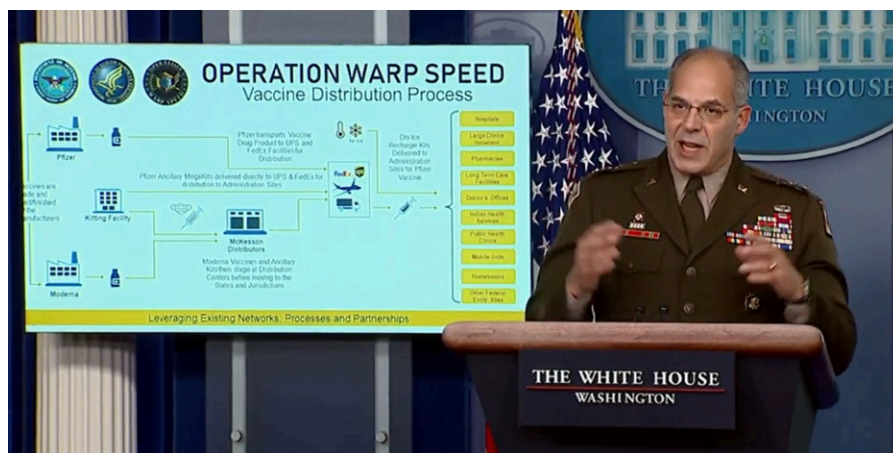 OPERATION WARP SPEED
Vaccine Distribution Process
Pfizer
Pfizer transports Vaccine
Drug Product to UPS and
FedEx Facilities for
Distribution
Dry Ice
Recharge Kits
Delivered to
Administration
Sites for Pfizer
Vaccine
Pfizer Ancillary MegaKits delivered directly to UPS & FedEx for
distribution to Administration Sites
FedEx
Kitting Facility
McKesson
Distributors
Moderna Vaccines and Ancillary
Kits then stage at Distribution
Centers before moving to the
States and Jurisdictions
Moderna
Hospitals
Large Clinics
Outpatient
Pharmacies
Long Term Care
Facilities
Doctor's Offices
Indian Health
Services
Public Health
Clinics
Mobile Units
Homebound
Other Federal
Entity Sites
Leveraging Existing Networks, Processes and Partnerships
THE WHITE HOUSE
WASHINGTON